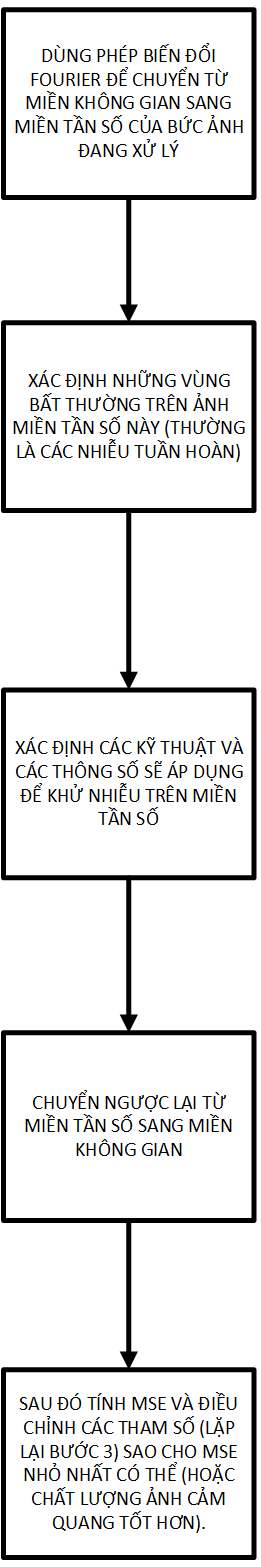 DÙNG PHÉP BIẾN ĐỔI
FOURIER ĐỂ CHUYỂN TỪ
MIỀN KHÔNG GIAN SANG
MIỀN TẦN SỐ CỦA BỨC ẢNH
ĐANG XỬ LÝ
XÁC ĐỊNH NHỮNG VÙNG
BẤT THƯỜNG TRÊN ẢNH
MIỀN TẦN SỐ NÀY (THƯỜNG
LÀ CÁC NHIỄU TUẦN HOÀN)
XÁC ĐỊNH CÁC KỸ THUẬT VÀ
CÁC THÔNG SỐ SẼ ÁP DỤNG
ĐỂ KHỬ NHIỄU TRÊN MIỀN
TẦN SỐ
CHUYỂN NGƯỢC LẠI TỪ
MIỀN TẦN SỐ SANG MIỀN
KHÔNG GIAN
SAU ĐÓ TÍNH MSE VÀ ĐIỀU
CHỈNH CÁC THAM SỐ (LẶP
LẠI BƯỚC 3) SAO CHO MSE
NHỎ NHẤT CÓ THỂ (HOẶC
CHẤT LƯỢNG ẢNH CẢM
QUANG TỐT HƠN).